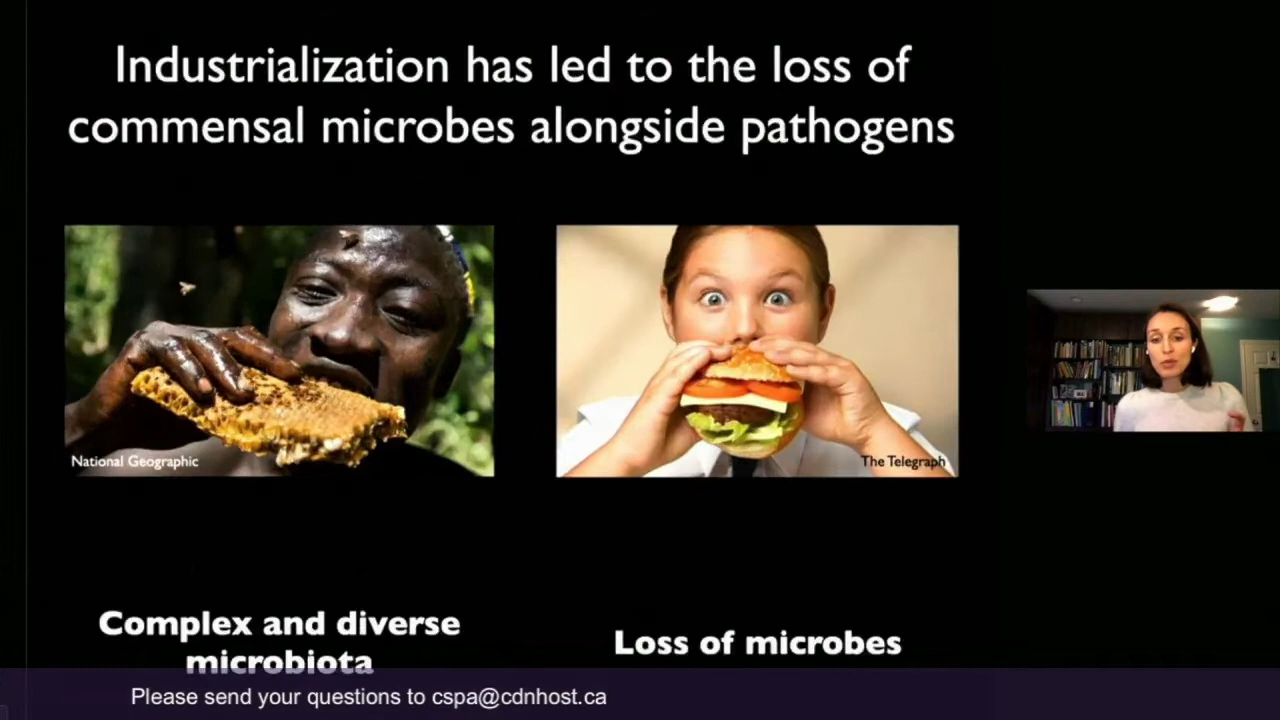 Industrialization has led to the loss of
commensal microbes alongside pathogens
National Geographic
The Telegraph
Complex and diverse
microbiota
Loss of microbes
Please send your questions to cspa@cdnhost.ca